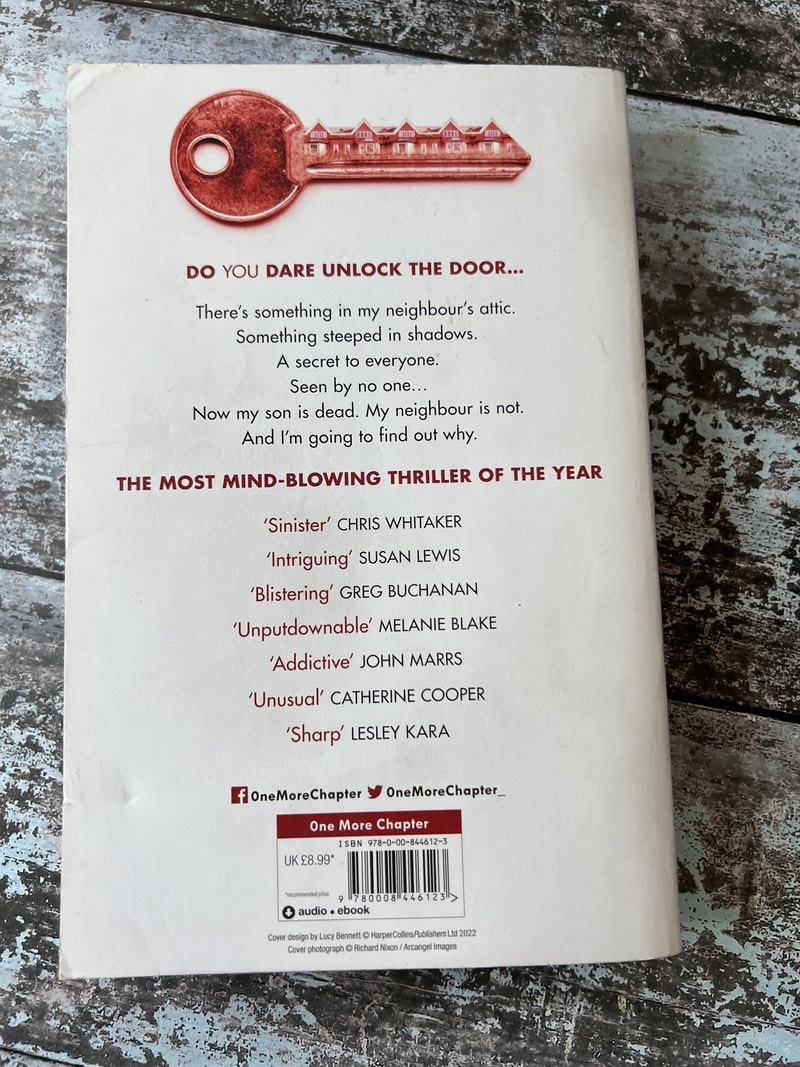 DO YOU DARE UNLOCK THE DOOR...
There's something in my neighbour's attic.
Something steeped in shadows.
A secret to everyone.
Seen by no one...
Now my son is dead. My neighbour is not.
And I'm going to find out why.
THE MOST MIND-BLOWING THRILLER OF THE YEAR
'Sinister' CHRIS WHITAKER
'Intriguing' SUSAN LEWIS
'Blistering' GREG BUCHANAN
'Unputdownable' MELANIE BLAKE
'Addictive' JOHN MARRS
'Unusual' CATHERINE COOPER
'Sharp' LESLEY KARA
OneMoreChapter OneMoreChapter_
One More Chapter
ISBN 978-0-00-844612-3
UK £8.99*
*recommended price
9 780008 446123 >
audio • ebook
Cover design by Lucy Bennett © HarperCollinsPublishers Ltd 2022
Cover photograph © Richard Nixon / Arcangel Images